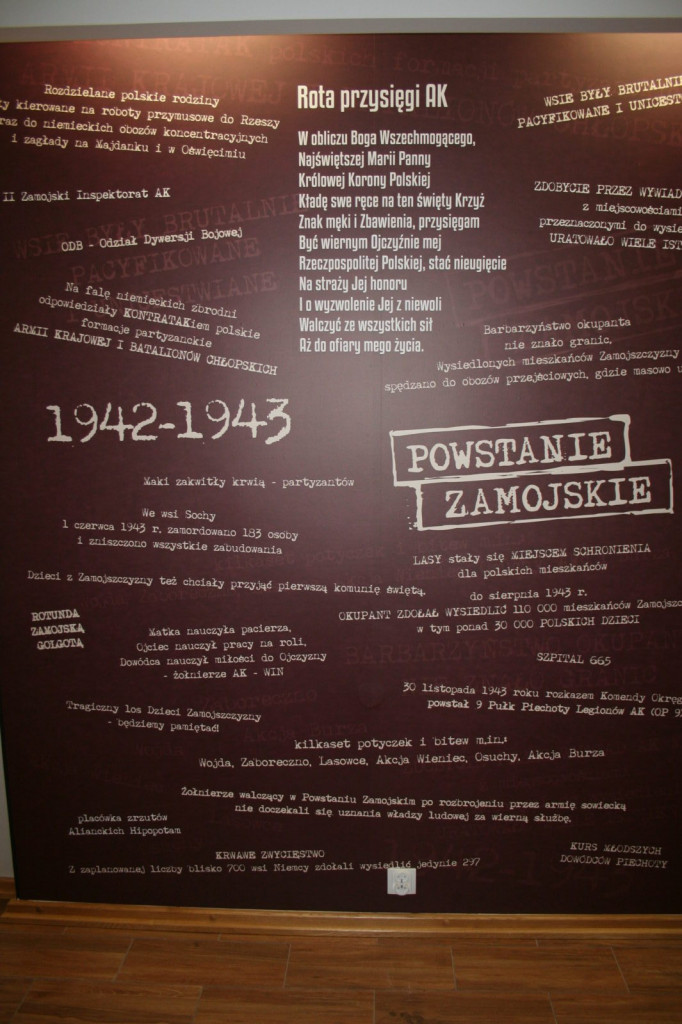 Rozdzielane polskie rodziny
kierowane na roboty przymusowe do Rzeszy
do niemieckich obozów koncentracyjnych
i zagłady na Majdanku i w Oświęcimiu
II Zamojski Inspektorat AK
ODB - Odział Dywersji Bojowej
WSIE BYŁY BRUTALNIE
PACYFIKOWANE
Na falę niemieckich zbrodni
odpowiedziały KONTRATAKiem polskie
formacje partyzanckie
ARMII KRAJOWEJ I BATALIONÓW CHŁOPSKICH
Rota przysięgi AK
W obliczu Boga Wszechmogącego,
Najświętszej Marii Panny
Królowej Korony Polskiej
Kładę swe ręce na ten święty Krzyż
Znak męki i Zbawienia, przysięgam
Być wiernym Ojczyźnie mej
Rzeczpospolitej Polskiej, stać nieugięcie
Na straży Jej honoru
I o wyzwolenie Jej z niewoli
Walczyć ze wszystkich sił
Aż do ofiary mego życia.
WSIE BYŁY BRUTALNIE
PACYFIKOWANE I
ZDOBYCIE PRZEZ
z miejscowościami
przeznaczonymi do
URATOWAŁO WIELE
Barbarzyństwo okupanta
nie znało granic.
Wysiedlonych mieszkańców Zamojszczyzny
spędzano do obozów przejściowych, gdzie masowo
1942-1943
POWSTANIE
ZAMOJSKIE
Maki zakwitły krwią - partyzantów
We wsi Sochy
1 czerwca 1943 r. zamordowano 183 osoby
i zniszczono wszystkie zabudowania
Dzieci z Zamojszczyzny też chciały przyjąć pierwszą komunię świętą.
LASY stały się MIEJSCEM SCHRONIENIA
dla polskich mieszkańców
do sierpnia 1943 r.
OKUPANT ZDOŁAŁ WYSIEDLIĆ 110 000 mieszkańców
w tym ponad 30 000 POLSKICH DZIECI
ROTUNDA
ZAMOJSKĄ
GOLGOTĄ
Matka nauczyła pacierza,
Ojciec nauczył pracy na roli,
Dowódca nauczył miłości do Ojczyzny
- żołnierze AK - WIN
SZPITAL 665
30 listopada 1943 roku rozkazem Komendy
powstał 9 Pułk Piechoty Legionów AK (OP
Tragiczny los Dzieci Zamojszczyzny
- będziemy pamiętać!
kilkaset potyczek i bitew m.in.:
Wojda, Zaboreczno, Lasowce, Akcja Wieniec, Osuchy, Akcja Burza
Żołnierze walczący w Powstaniu Zamojskim po rozbrojeniu przez armię sowiecką
nie doczekali się uznania władzy ludowej za wierną służbę.
placówka zrzutów
Alianckich Hipopotam
KRWAWE ZWYCIĘSTWO
Z zaplanowanej liczby blisko 700 wsi Niemcy zdołali wysiedlić jedynie 297
KURS MŁODSZYCH
DOWÓDCÓW PIECHOTY